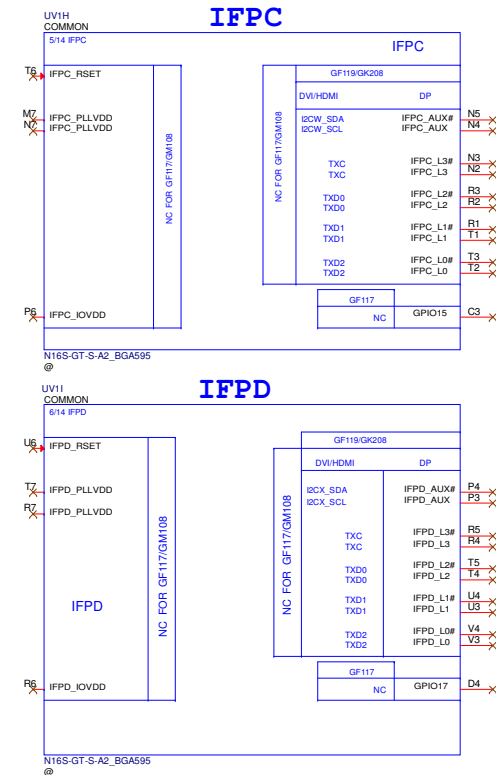 IFPC
UV1H
COMMON
5/14 IFPC
IFPC
T6 IFPC_RSET
GF119/GK208
DVI/HDMI DP
M7 IFPC_PLLVDD
N7 IFPC_PLLVDD
I2CW_SDA IFPC_AUX# N5
I2CW_SCL IFPC_AUX N4
NC FOR GF117/GM108
NC FOR GF117/GM108
TXC IFPC_L3# N3
TXC IFPC_L3 N2
TXD0 IFPC_L2# R3
TXD0 IFPC_L2 R2
TXD1 IFPC_L1# R1
TXD1 IFPC_L1 T1
TXD2 IFPC_L0# T3
TXD2 IFPC_L0 T2
GF117
P6 IFPC_IOVDD
NC GPIO15 C3
N16S-GT-S-A2_BGA595
@
IFPD
UV1I
COMMON
6/14 IFPD
U6 IFPD_RSET
GF119/GK208
DVI/HDMI DP
T7 IFPD_PLLVDD
R7 IFPD_PLLVDD
I2CX_SDA IFPD_AUX# P4
I2CX_SCL IFPD_AUX P3
NC FOR GF117/GM108
NC FOR GF117/GM108
TXC IFPD_L3# R5
TXC IFPD_L3 R4
TXD0 IFPD_L2# T5
TXD0 IFPD_L2 T4
IFPD
TXD1 IFPD_L1# U4
TXD1 IFPD_L1 U3
TXD2 IFPD_L0# V4
TXD2 IFPD_L0 V3
GF117
R6 IFPD_IOVDD
NC GPIO17 D4
N16S-GT-S-A2_BGA595
@